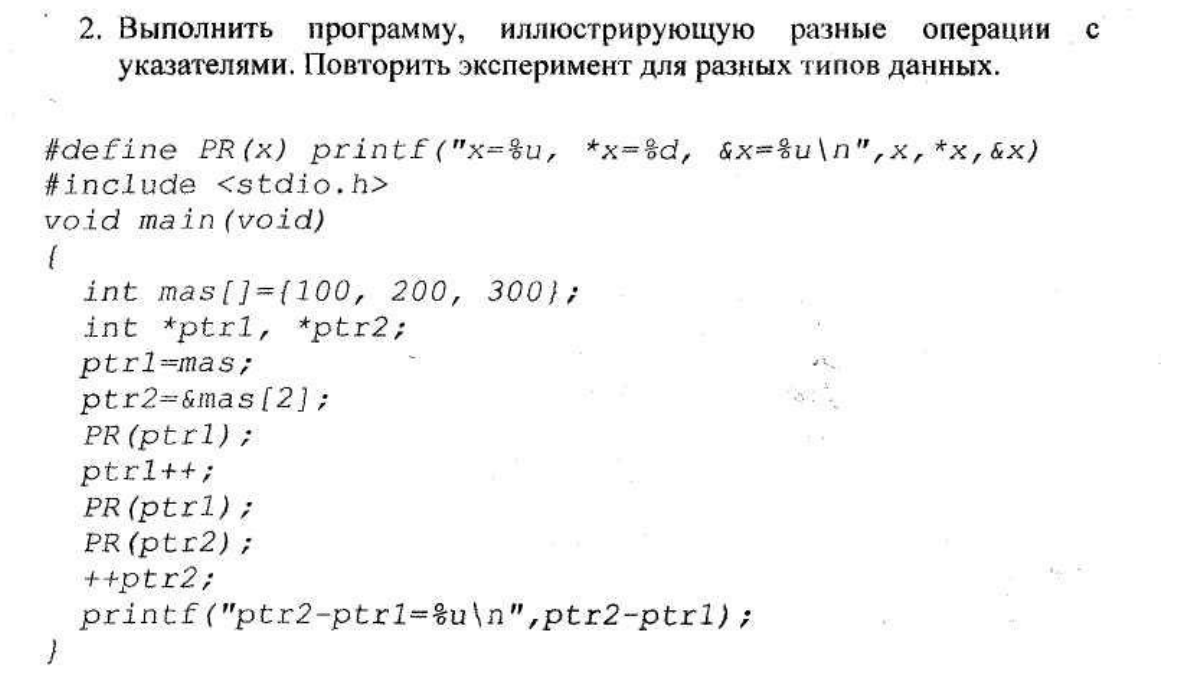 2. Выполнить программу, иллюстрирующую разные операции с
указателями. Повторить эксперимент для разных типов данных.
#define PR(x) printf("x=%u, *x=%d, &x=%u\n",x,*x,&x)
#include <stdio.h>
void main(void)
{
int mas[]={100, 200, 300};
int *ptr1, *ptr2;
ptr1=mas;
ptr2=&mas[2];
PR(ptr1);
ptr1++;
PR(ptr1);
PR(ptr2);
++ptr2;
printf("ptr2-ptr1=%u\n",ptr2-ptr1);
}